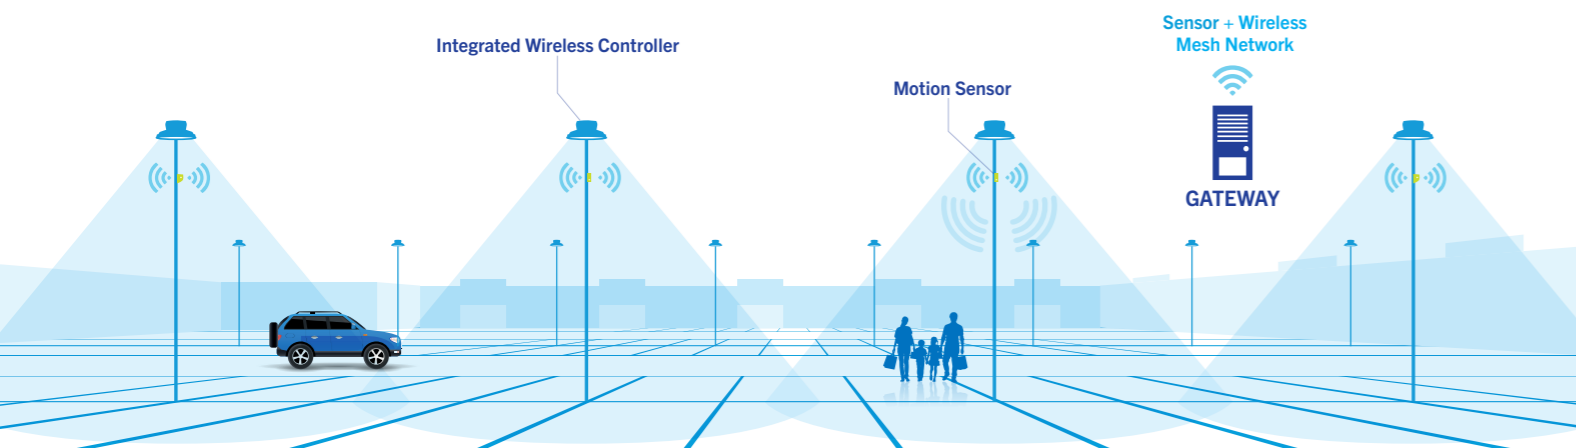 Integrated Wireless Controller
Motion Sensor
Sensor + Wireless
Mesh Network
GATEWAY